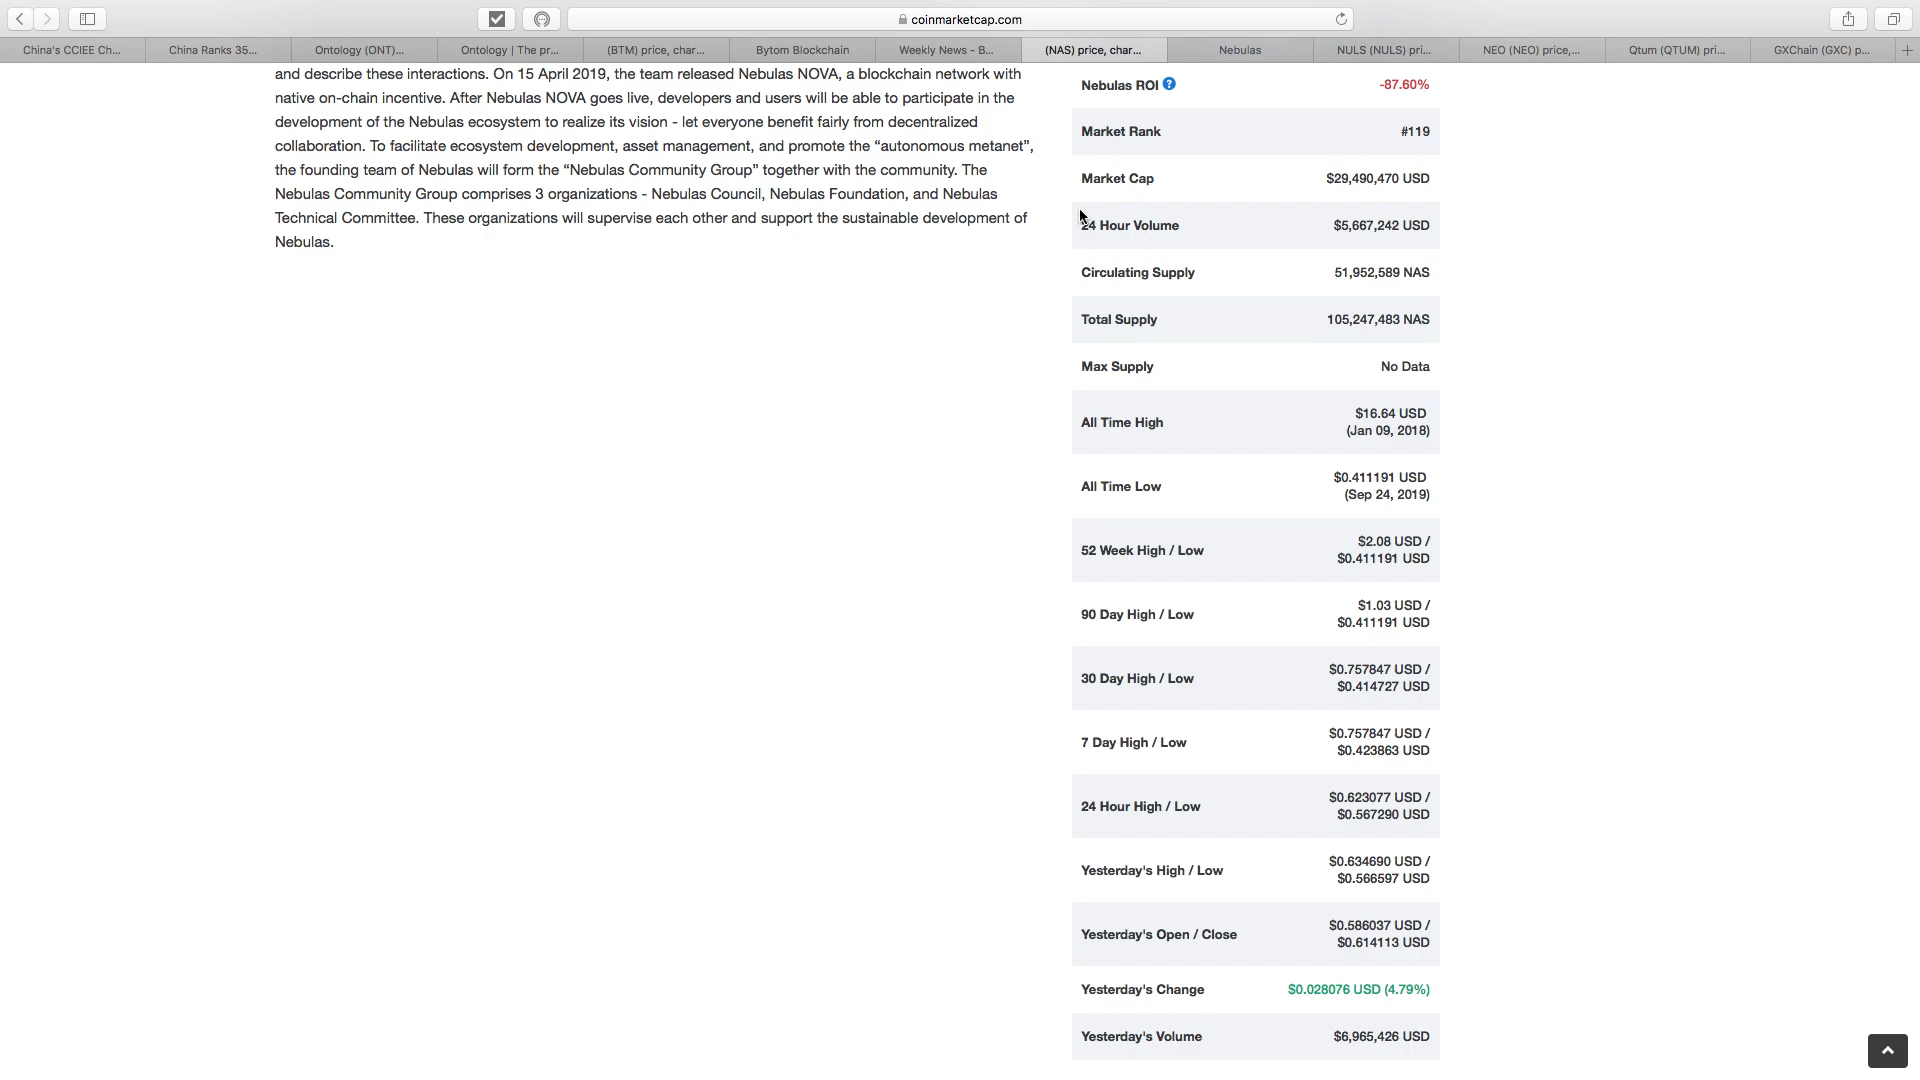 coinmarketcap.com
China's CCIEE Ch...
China Ranks 35...
Ontology (ONT)...
Ontology | The pr...
(BTM) price, char...
Bytom Blockchain
Weekly News - B...
(NAS) price, char...
Nebulas
NULS (NULS) pri...
NEO (NEO) price,...
Qtum (QTUM) pri...
GXChain (GXC) p...
and describe these interactions. On 15 April 2019, the team released Nebulas NOVA, a blockchain network with
native on-chain incentive. After Nebulas NOVA goes live, developers and users will be able to participate in the
development of the Nebulas ecosystem to realize its vision - let everyone benefit fairly from decentralized
collaboration. To facilitate ecosystem development, asset management, and promote the “autonomous metanet”,
the founding team of Nebulas will form the “Nebulas Community Group” together with the community. The
Nebulas Community Group comprises 3 organizations - Nebulas Council, Nebulas Foundation, and Nebulas
Technical Committee. These organizations will supervise each other and support the sustainable development of
Nebulas.
Nebulas ROI ? -87.60%
Market Rank #119
Market Cap $29,490,470 USD
24 Hour Volume $5,667,242 USD
Circulating Supply 51,952,589 NAS
Total Supply 105,247,483 NAS
Max Supply No Data
All Time High $16.64 USD
(Jan 09, 2018)
All Time Low $0.411191 USD
(Sep 24, 2019)
52 Week High / Low $2.08 USD /
$0.411191 USD
90 Day High / Low $1.03 USD /
$0.411191 USD
30 Day High / Low $0.757847 USD /
$0.414727 USD
7 Day High / Low $0.757847 USD /
$0.423863 USD
24 Hour High / Low $0.623077 USD /
$0.567290 USD
Yesterday's High / Low $0.634690 USD /
$0.566597 USD
Yesterday's Open / Close $0.586037 USD /
$0.614113 USD
Yesterday's Change $0.028076 USD (4.79%)
Yesterday's Volume $6,965,426 USD